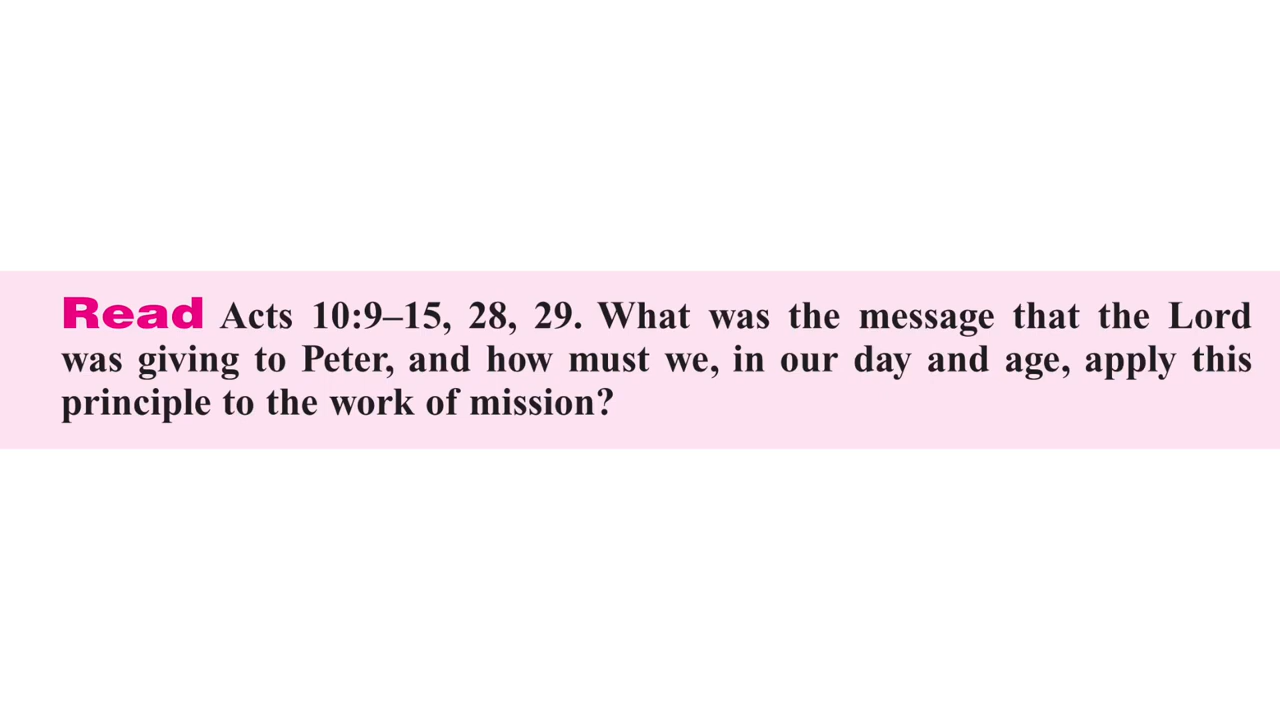 Read Acts 10:9–15, 28, 29. What was the message that the Lord
was giving to Peter, and how must we, in our day and age, apply this
principle to the work of mission?